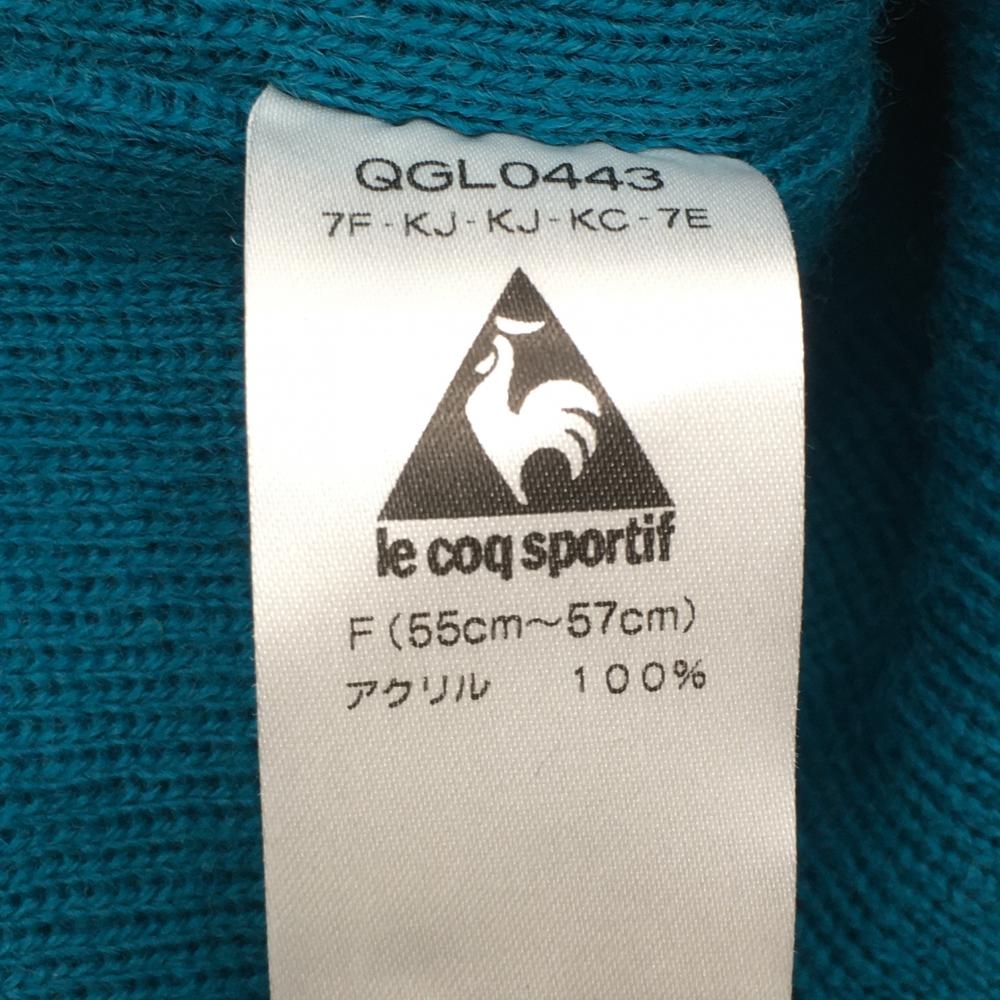 QGL0443
7F-KJ-KJ-KC-7E
le coq sportif
F(55cm～57cm)
アクリル 100%